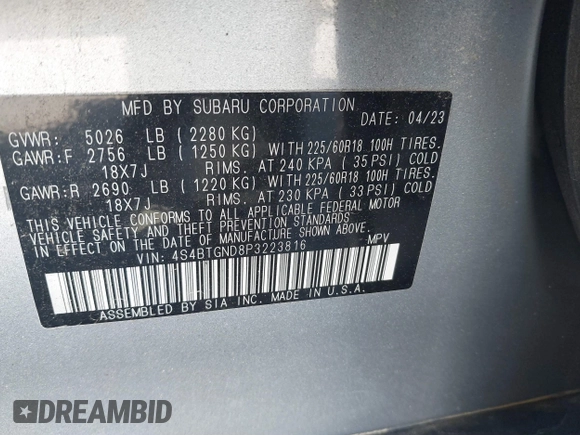 MFD BY SUBARU CORPORATION DATE: 04/23
GVWR: 5026 LB ( 2280 KG)
GAWR:F 2756 LB ( 1250 KG) WITH 225/60R18 100H TIRES.
18X7J RIMS. AT 240 KPA ( 35 PSI) COLD
GAWR:R 2690 LB ( 1220 KG) WITH 225/60R18 100H TIRES.
18X7J RIMS. AT 230 KPA ( 33 PSI) COLD
THIS VEHICLE CONFORMS TO ALL APPLICABLE FEDERAL MOTOR
VEHICLE SAFETY AND THEFT PREVENTION STANDARDS
IN EFFECT ON THE DATE OF MANUFACTURE SHOWN ABOVE.
VIN: 4S4BTGND8P3223816 MPV
ASSEMBLED BY SIA INC. MADE IN U.S.A.
DREAMBID